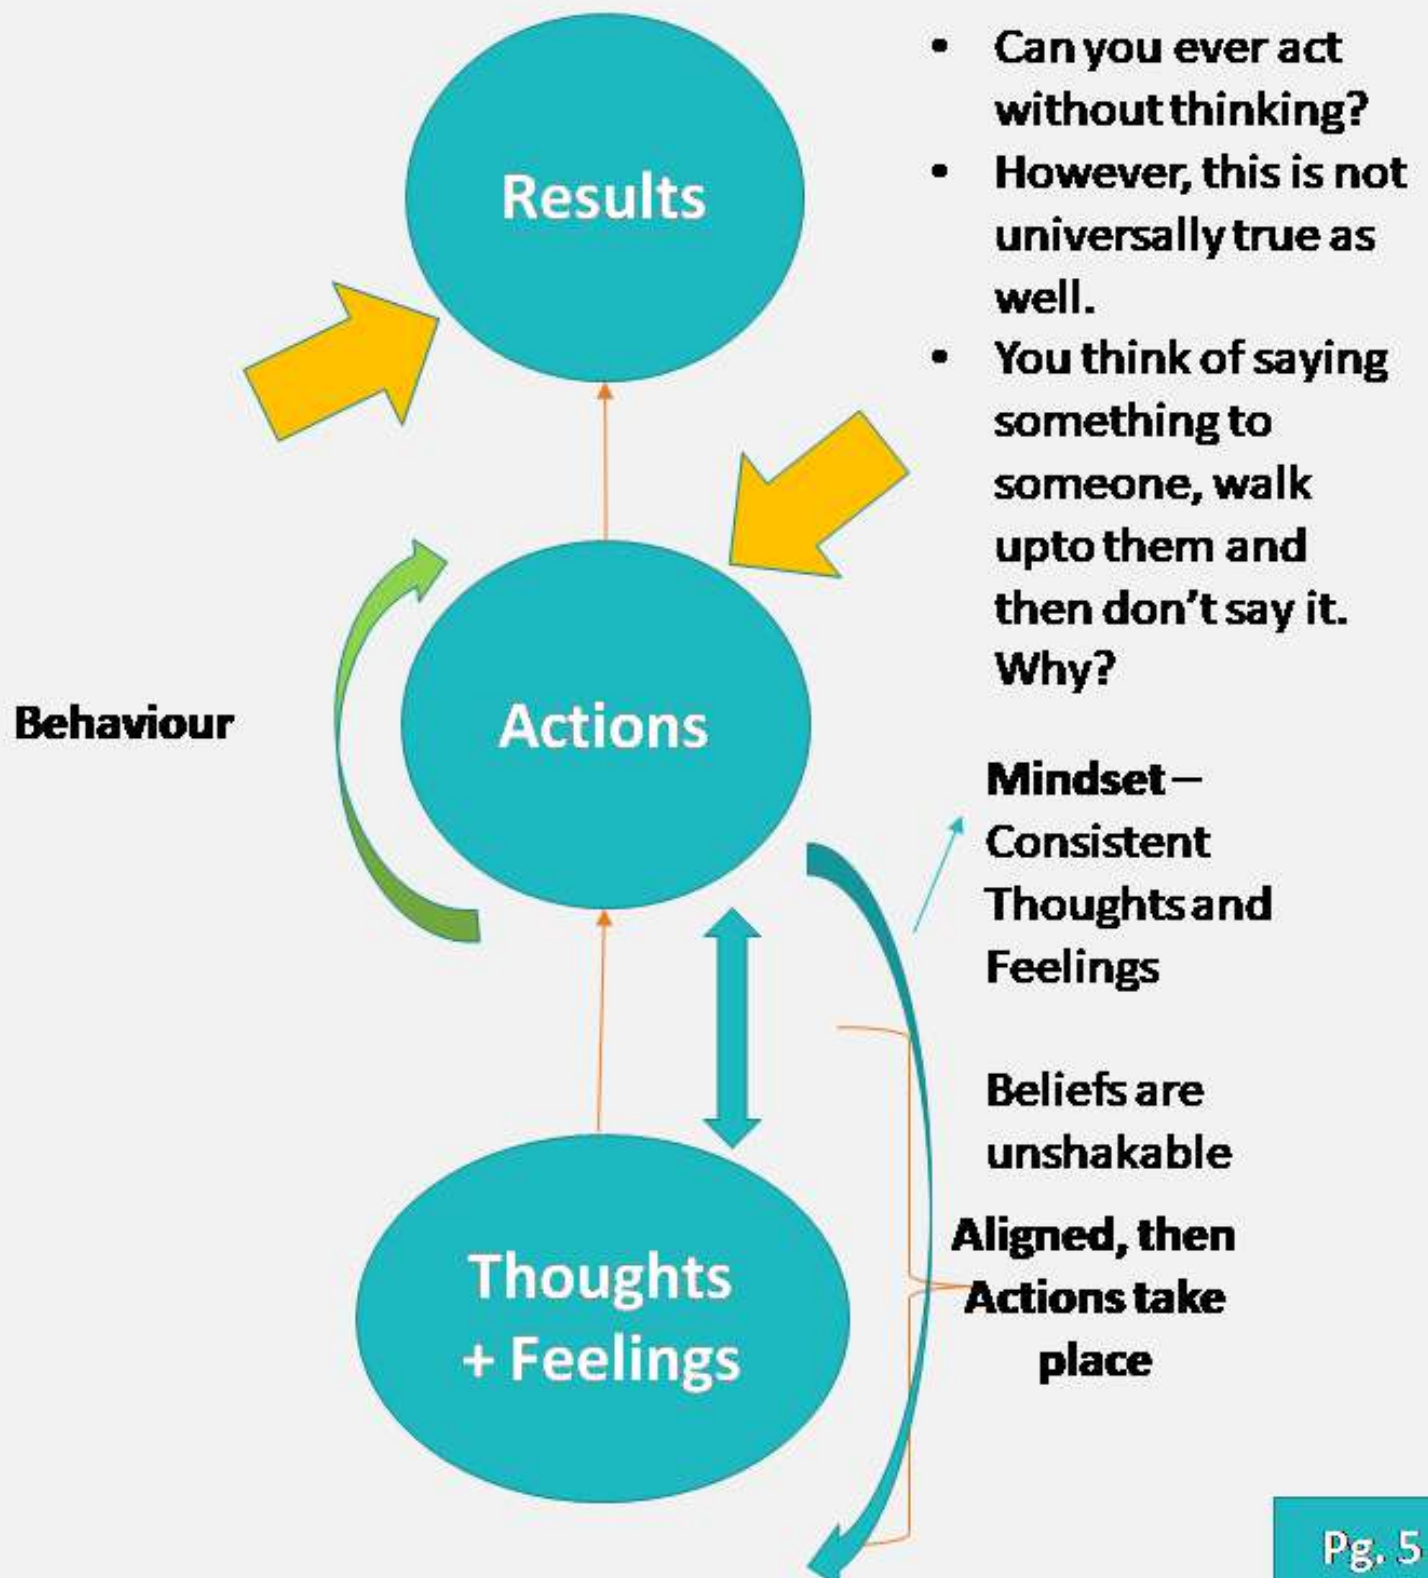 Results
• Can you ever act
without thinking?
• However, this is not
universally true as
well.
• You think of saying
something to
someone, walk
upto them and
then don't say it.
Why?
Behaviour
Actions
Mindset –
Consistent
Thoughts and
Feelings
Beliefs are
unshakable
Aligned, then
Actions take
place
Thoughts
+ Feelings
Pg. 5